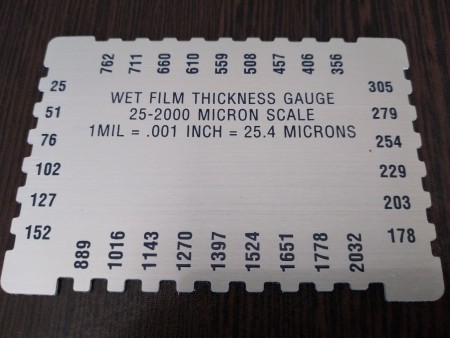 762 711 660 610 559 508 457 406 356
25
51
76
102
127
152
WET FILM THICKNESS GAUGE
25-2000 MICRON SCALE
1MIL = .001 INCH = 25.4 MICRONS
305
279
254
229
203
178
889 1016 1143 1270 1397 1524 1651 1778 2032